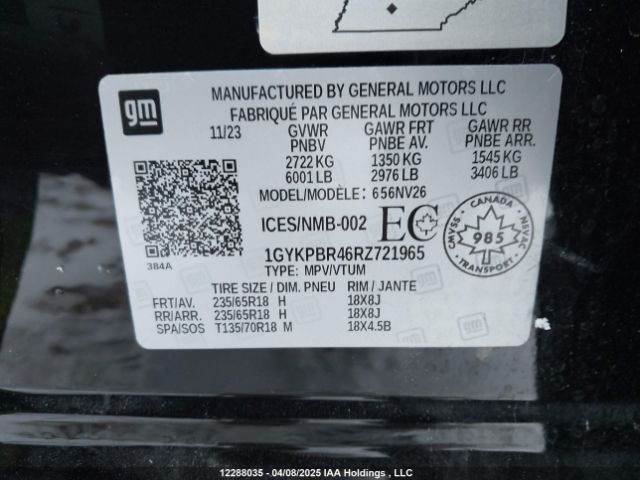 gm
MANUFACTURED BY GENERAL MOTORS LLC
FABRIQUÉ PAR GENERAL MOTORS LLC
11/23 GVWR GAWR FRT GAWR RR
PNBV PNBE AV. PNBE ARR.
2722 KG 1350 KG 1545 KG
6001 LB 2976 LB 3406 LB
MODEL/MODÈLE: 656NV26
ICES/NMB-002 EC
CANADA
CMVSS 985 NSVAC
384A
1GYKPBR46RZ721965
TYPE: MPV/VTUM
TIRE SIZE / DIM. PNEU RIM / JANTE
FRT/AV. 235/65R18 H 18X8J
RR/ARR. 235/65R18 H 18X8J
SPA/SOS T135/70R18 M 18X4.5B
12288035 - 04/08/2025 IAA Holdings , LLC